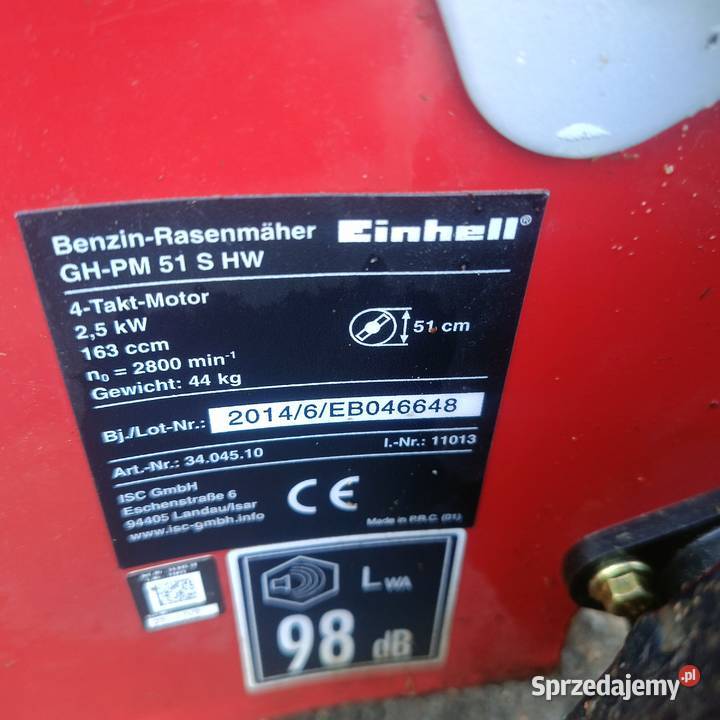 Benzin-Rasenmäher Einhell®
GH-PM 51 S HW
4-Takt-Motor
2,5 kW
163 ccm
n₀ = 2800 min⁻¹
Gewicht: 44 kg
51 cm
Bj./Lot-Nr.: 2014/6/EB046648
Art.-Nr.: 34.045.10 I.-Nr.: 11013
ISC GmbH
Eschenstraße 6
94405 Landau/Isar
www.isc-gmbh.info
CE
Made in P.R.C. (01)
LWA
98 dB
Sprzedajemy.pl